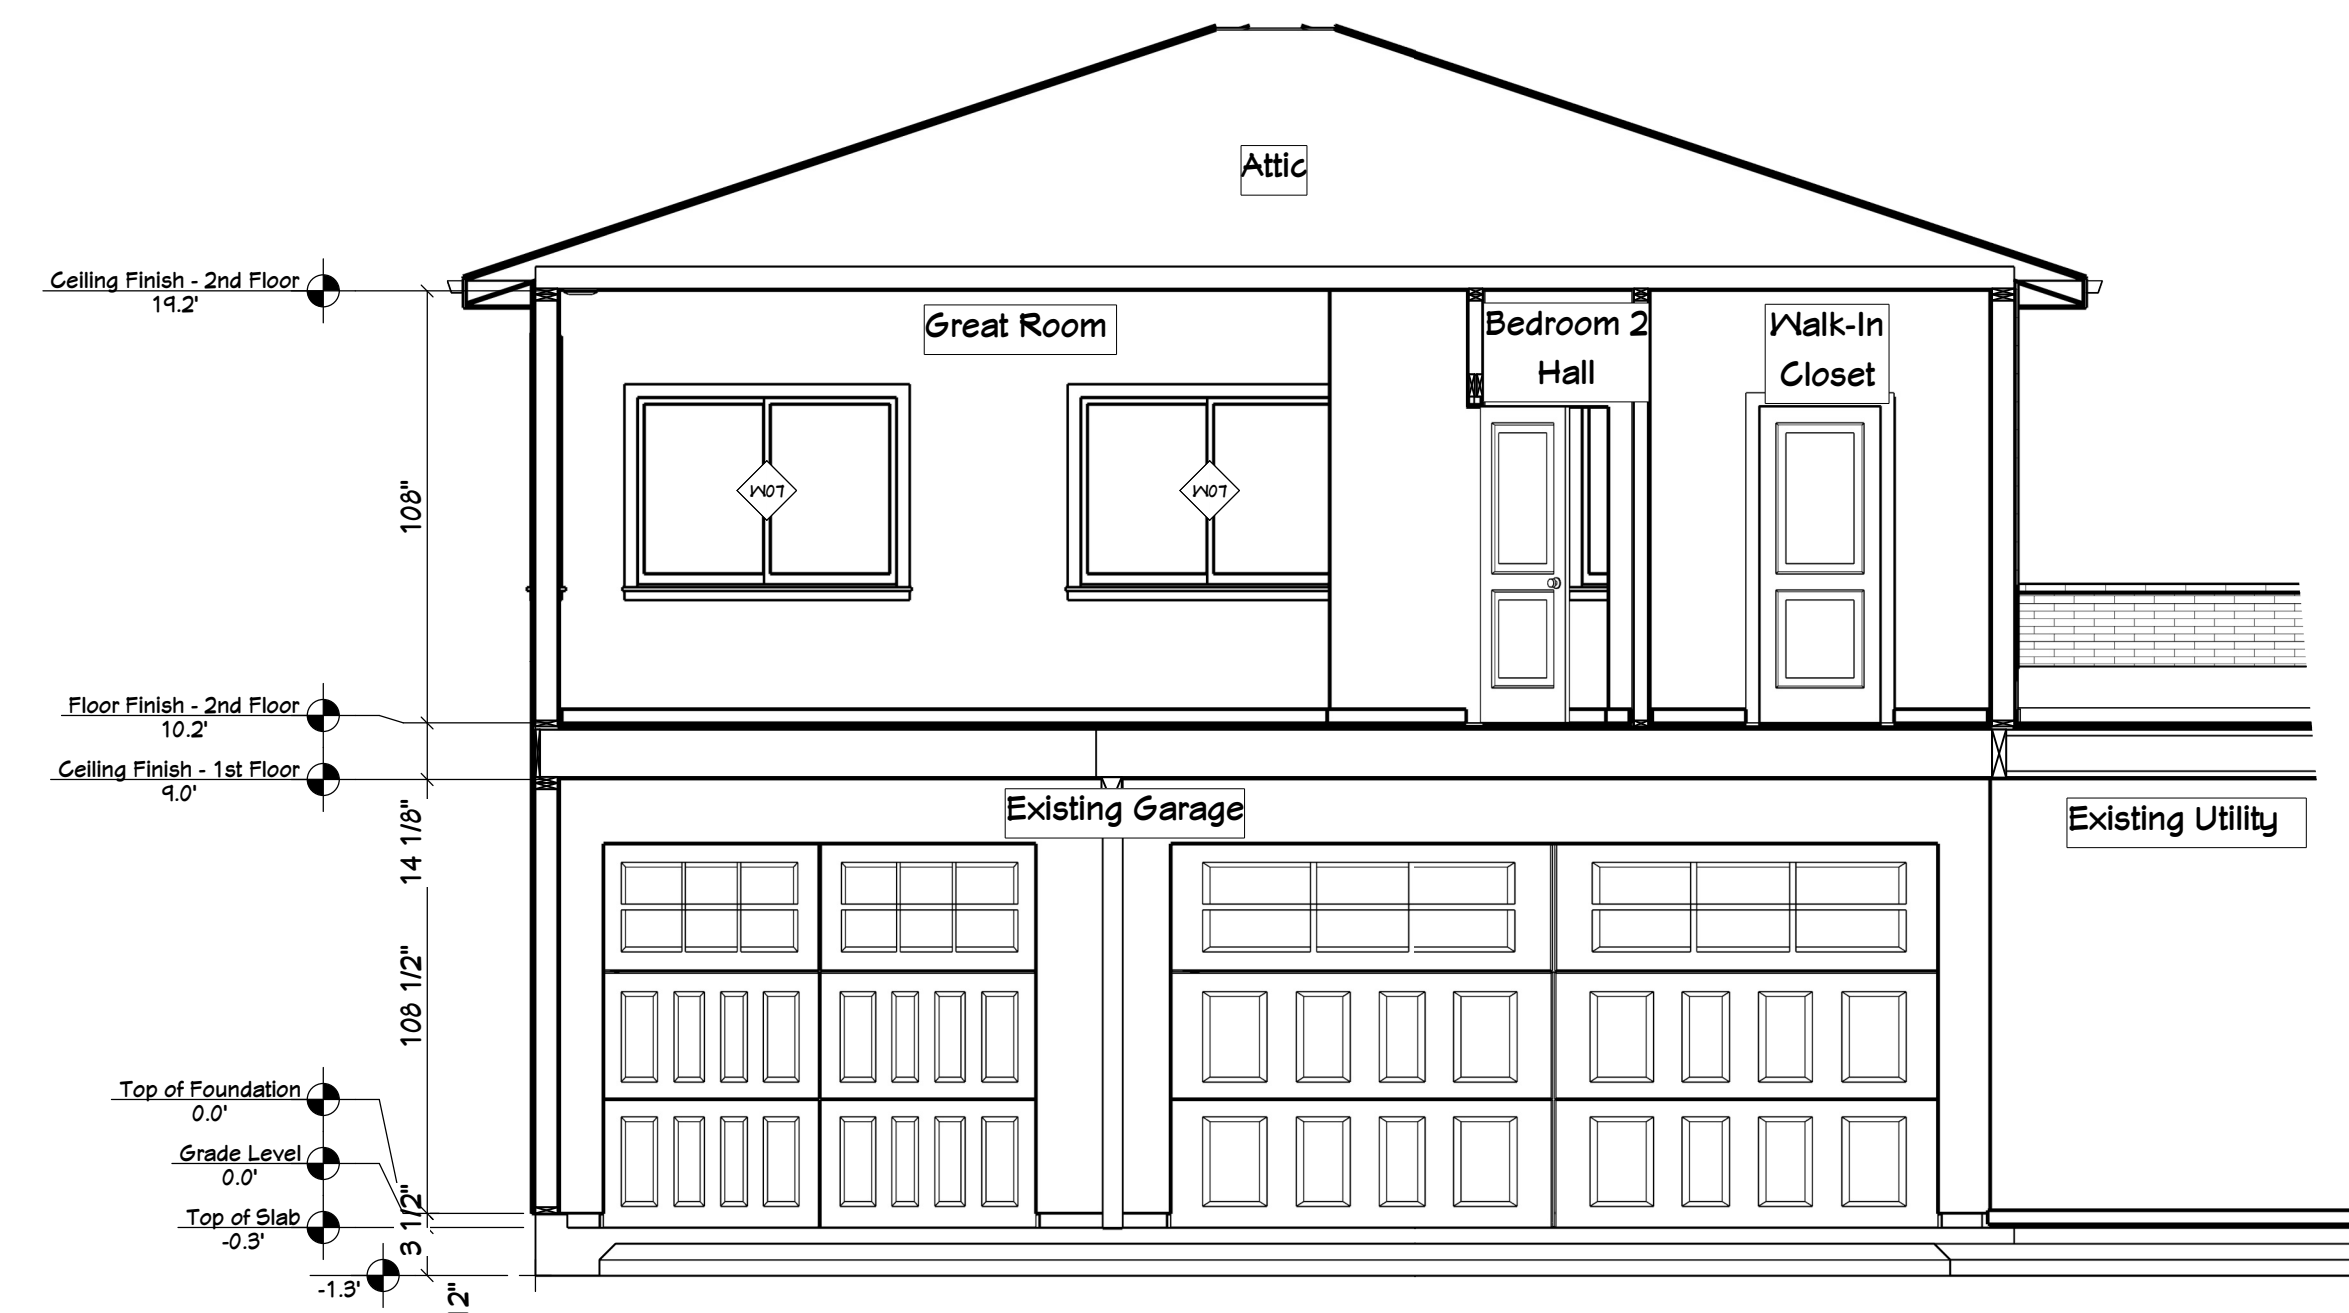 Attic
Ceiling Finish - 2nd Floor
19.2'
Great Room
Bedroom 2
Hall
Walk-In
Closet
108"
W07
W07
Floor Finish - 2nd Floor
10.2'
Ceiling Finish - 1st Floor
9.0'
14 1/8"
Existing Garage
Existing Utility
108 1/2"
Top of Foundation
0.0'
Grade Level
0.0'
3 1/2"
Top of Slab
-0.3'
-1.3'